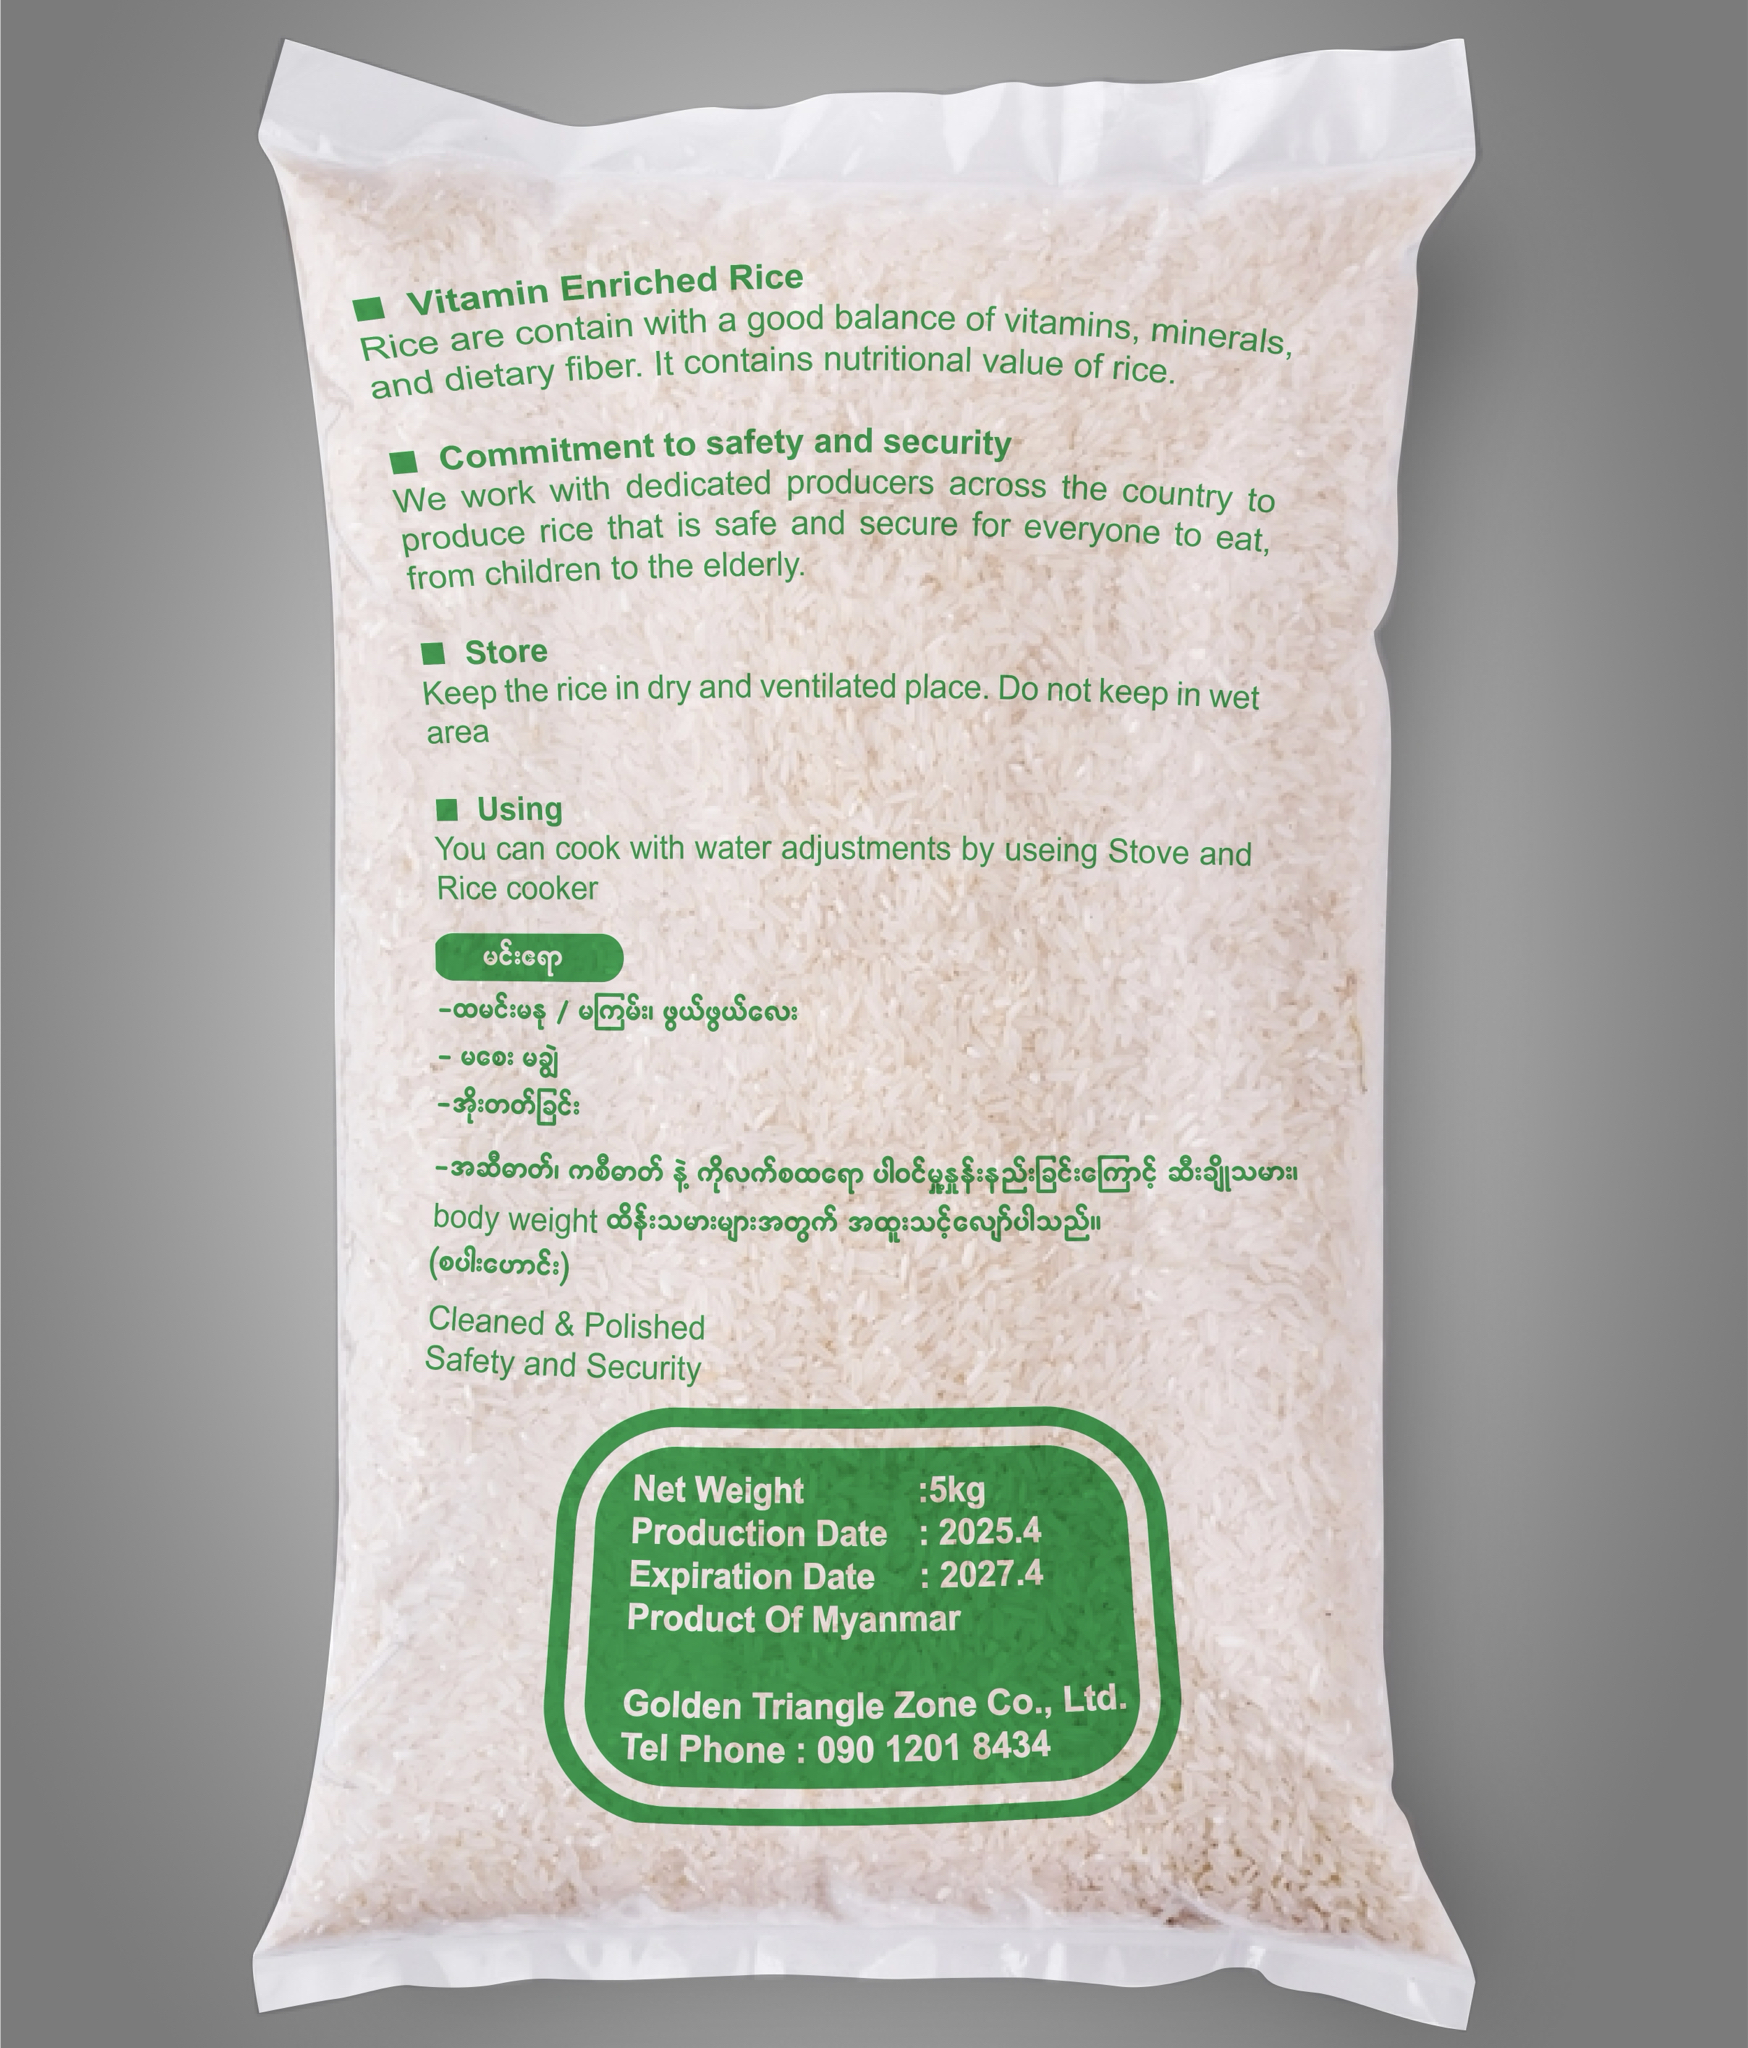 ■ Vitamin Enriched Rice
Rice are contain with a good balance of vitamins, minerals,
and dietary fiber. It contains nutritional value of rice.
■ Commitment to safety and security
We work with dedicated producers across the country to
produce rice that is safe and secure for everyone to eat,
from children to the elderly.
■ Store
Keep the rice in dry and ventilated place. Do not keep in wet
area
■ Using
You can cook with water adjustments by useing Stove and
Rice cooker
မင်းဧရာ
-ထမင်းမနု / မကြမ်း၊ ဖွယ်ဖွယ်လေး
- မစေး မချွဲ
-အိုးတတ်ခြင်း
-အဆီဓာတ်၊ ကစီဓာတ် နဲ့ ကိုလက်စထရော ပါဝင်မှု့နှုန်းနည်းခြင်းကြောင့် ဆီးချိုသမား၊
body weight ထိန်းသမားများအတွက် အထူးသင့်လျော်ပါသည်။
(စပါးဟောင်း)
Cleaned & Polished
Safety and Security
Net Weight :5kg
Production Date : 2025.4
Expiration Date : 2027.4
Product Of Myanmar
Golden Triangle Zone Co., Ltd.
Tel Phone : 090 1201 8434